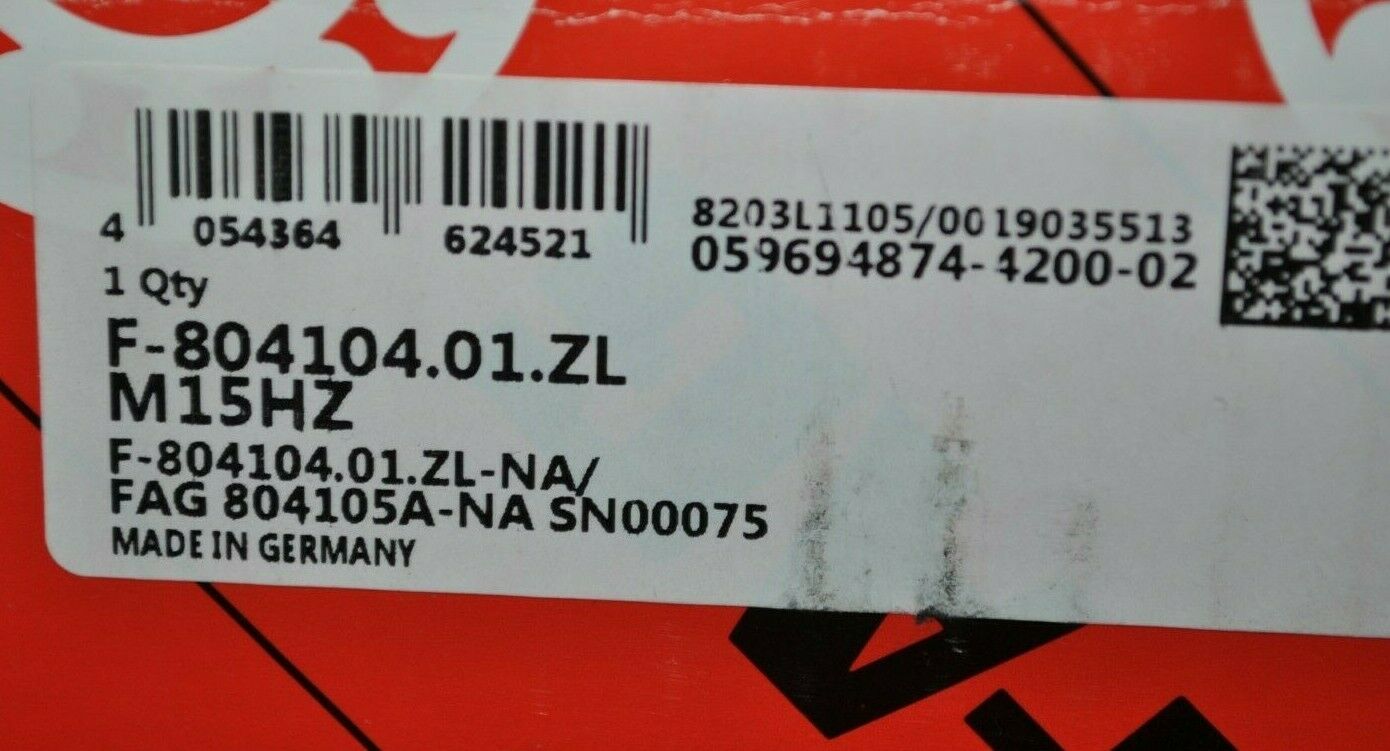 4 054364 624521
8203L1105/0019035513
059694874-4200-02
1 Qty
F-804104.01.ZL
M15HZ
F-804104.01.ZL-NA/
FAG 804105A-NA SN00075
MADE IN GERMANY